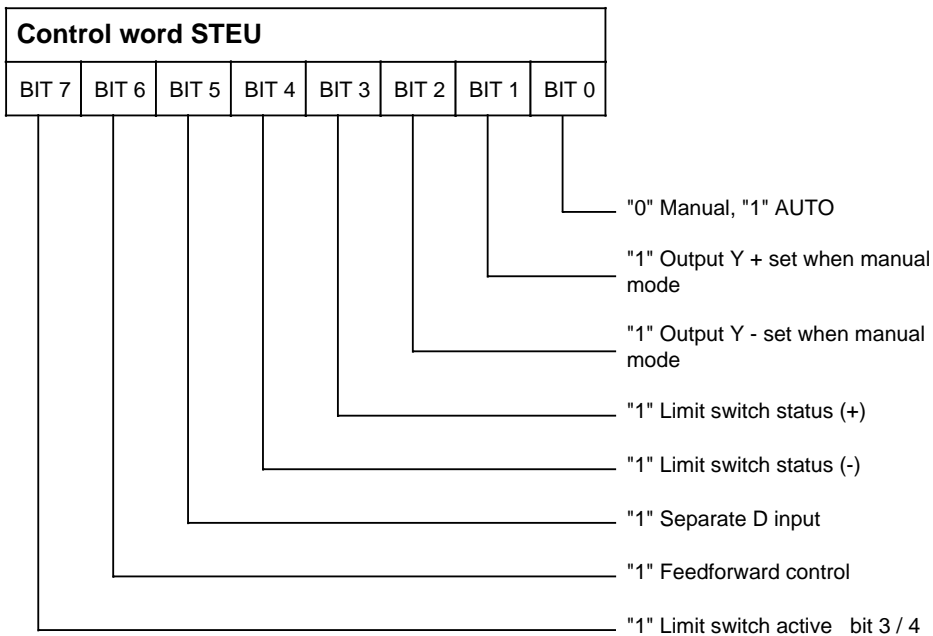 Control word STEU
BIT 7 BIT 6 BIT 5 BIT 4 BIT 3 BIT 2 BIT 1 BIT 0
"0" Manual, "1" AUTO
"1" Output Y + set when manual
mode
"1" Output Y - set when manual
mode
"1" Limit switch status (+)
"1" Limit switch status (-)
"1" Separate D input
"1" Feedforward control
"1" Limit switch active bit 3 / 4